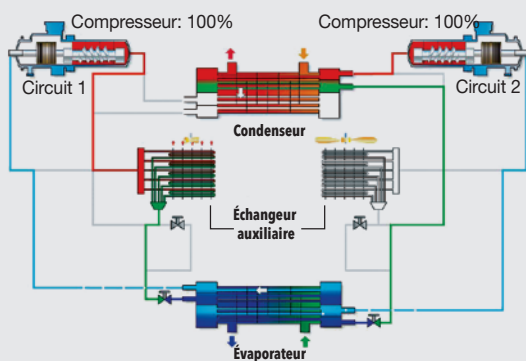 Compresseur: 100%
Compresseur: 100%
Circuit 1
Circuit 2
Condenseur
Échangeur
auxiliaire
Évaporateur